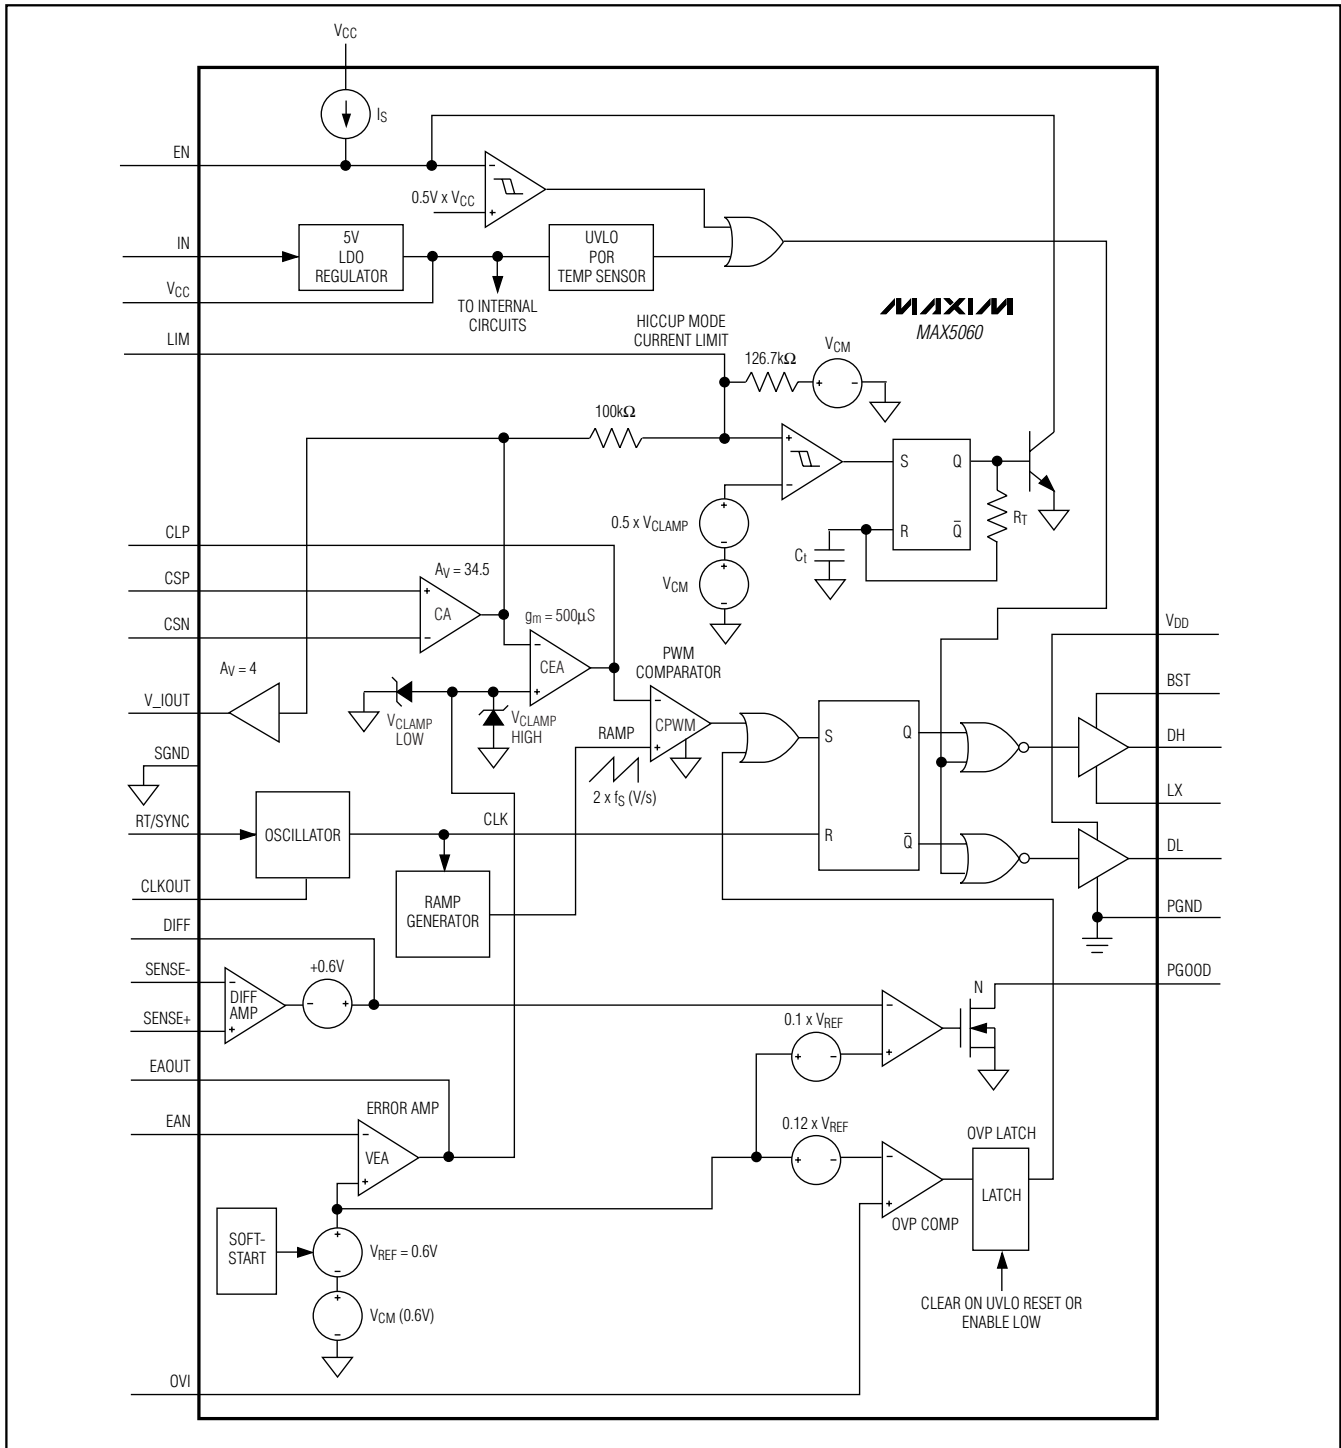 VCC
IS
EN
0.5V x VCC
IN
5V
LDO
REGULATOR
UVLO
POR
TEMP SENSOR
VCC
TO INTERNAL
CIRCUITS
MAXIM
MAX5060
LIM
HICCUP MODE
CURRENT LIMIT
126.7kΩ
VCM
+ -
100kΩ
+
-
S Q
R Q̅
RT
Ct
0.5 x VCLAMP
VCM
CLP
CSP
CSN
AV = 34.5
CA
gm = 500µS
CEA
PWM
COMPARATOR
CPWM
VDD
BST
DH
LX
DL
PGND
PGOOD
AV = 4
V_IOUT
VCLAMP
LOW
VCLAMP
HIGH
RAMP
2 x fS (V/s)
SGND
S Q
R Q̅
RT/SYNC
OSCILLATOR
CLK
CLKOUT
RAMP
GENERATOR
DIFF
SENSE-
+0.6V
DIFF
AMP
SENSE+
N
0.1 x VREF
EAOUT
EAN
ERROR AMP
VEA
0.12 x VREF
OVP LATCH
LATCH
OVP COMP
SOFT-
START
VREF = 0.6V
VCM (0.6V)
CLEAR ON UVLO RESET OR
ENABLE LOW
OVI